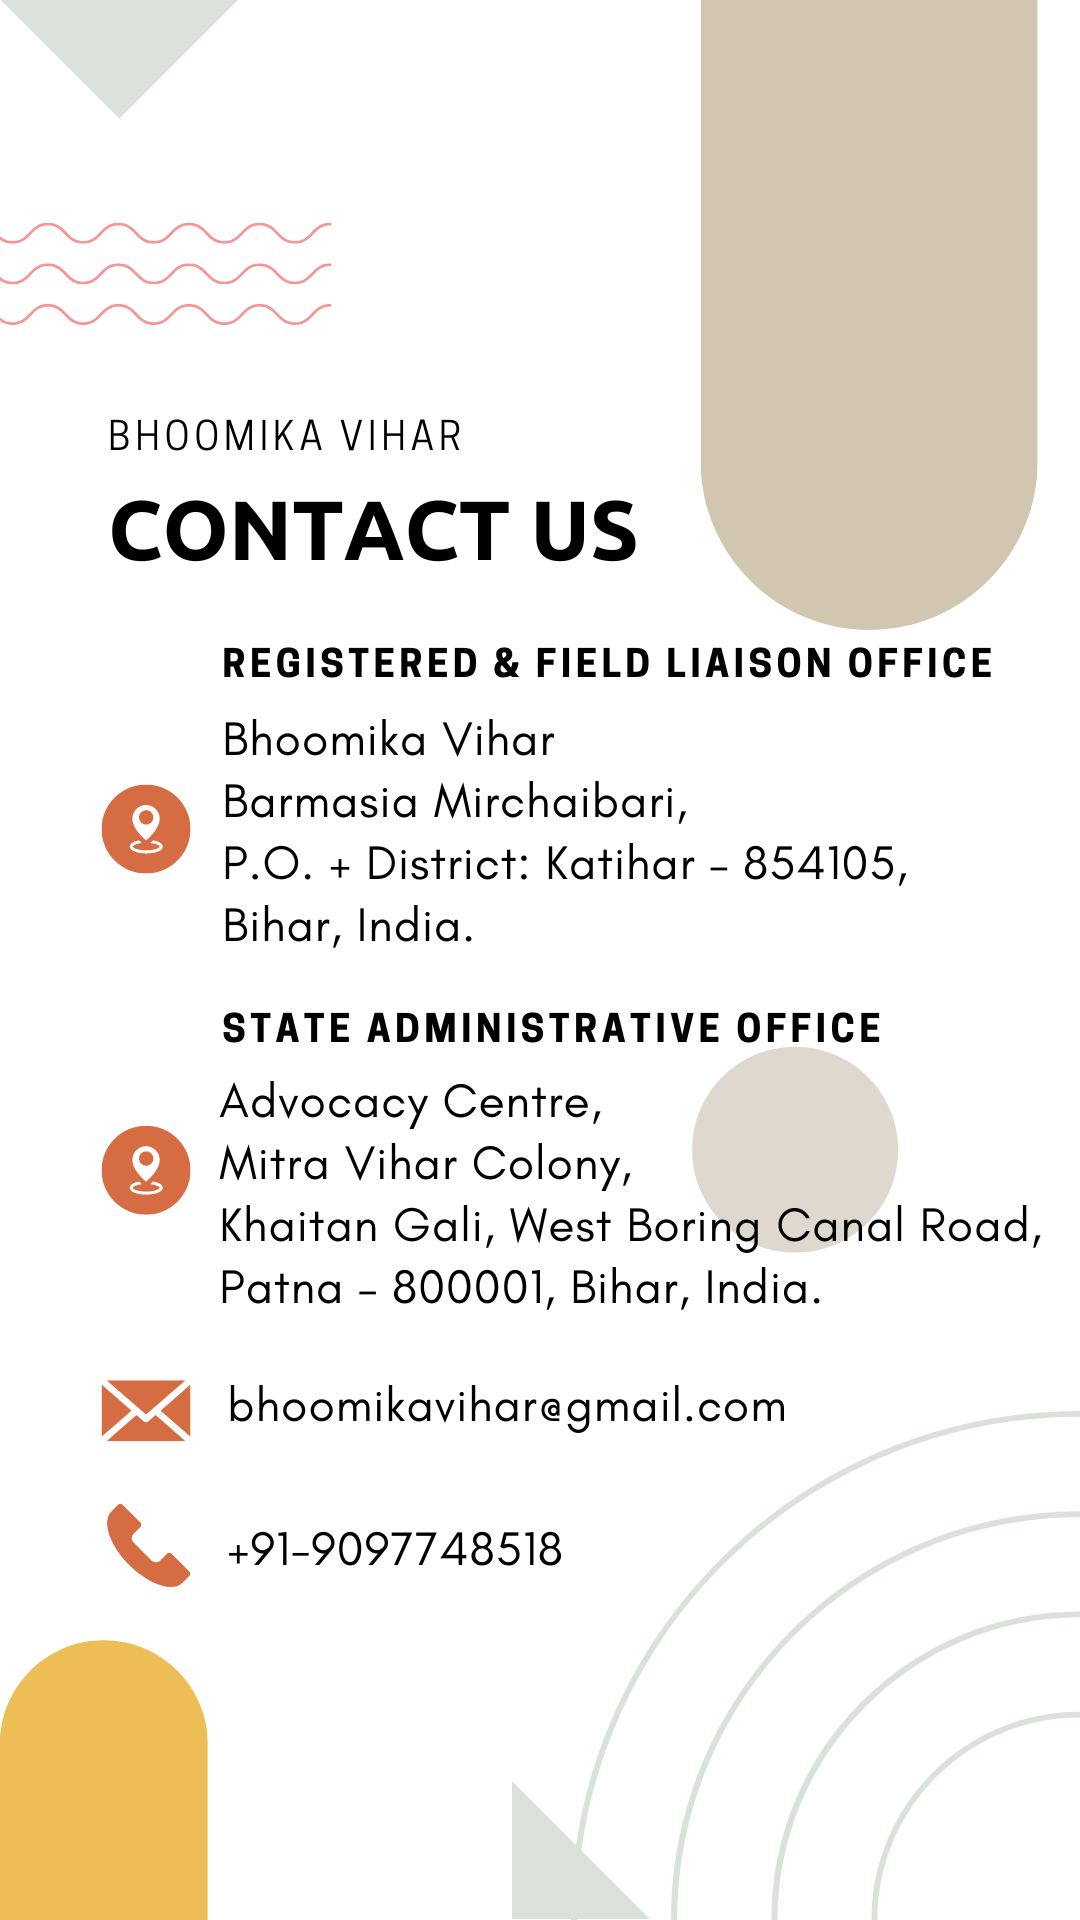 BHOOMIKA VIHAR
CONTACT US
REGISTERED & FIELD LIAISON OFFICE
Bhoomika Vihar
Barmasia Mirchaibari,
P.O. + District: Katihar – 854105,
Bihar, India.
STATE ADMINISTRATIVE OFFICE
Advocacy Centre,
Mitra Vihar Colony,
Khaitan Gali, West Boring Canal Road,
Patna – 800001, Bihar, India.
bhoomikavihar@gmail.com
+91-9097748518